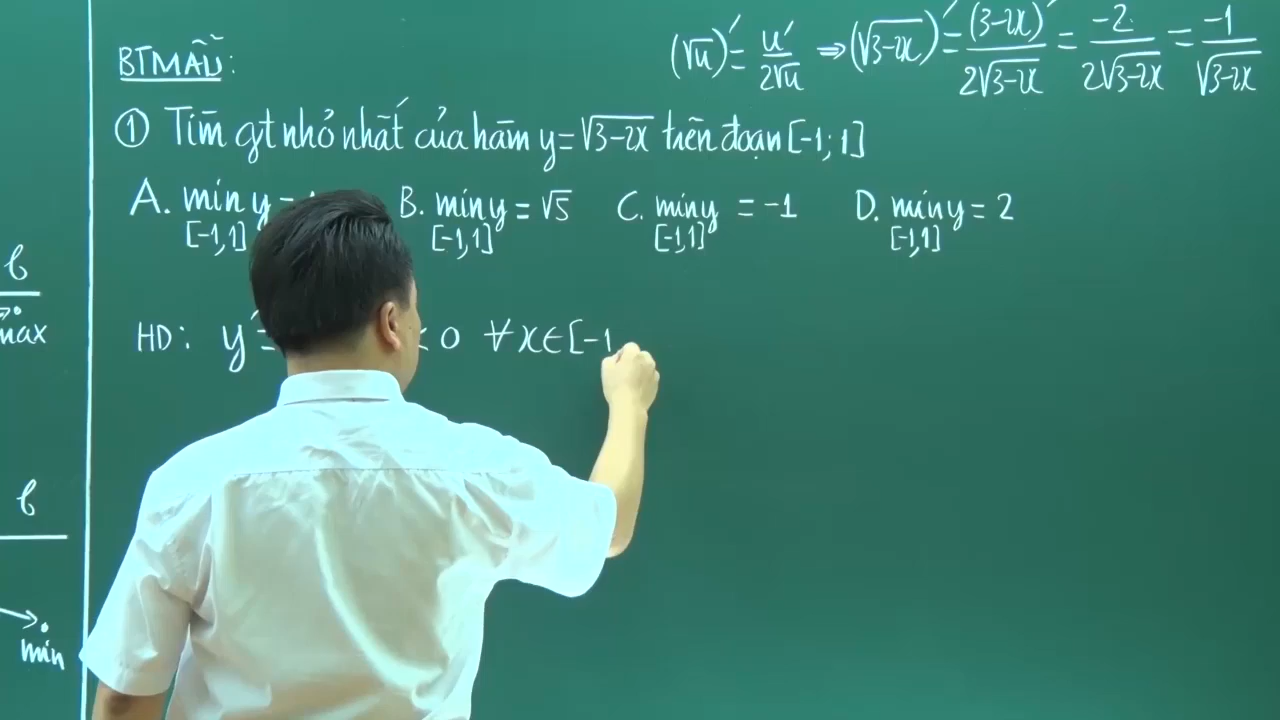 BT MẪU:
(√u)' = u'/2√u ⇒ (√3-2x)' = (3-2x)'/2√3-2x = -2/2√3-2x = -1/√3-2x
① Tìm gt nhỏ nhất của hàm y = √3-2x trên đoạn [-1; 1]
A. min y = B. min y = √5 C. min y = -1 D. min y = 2
[-1,1] [-1,1] [-1,1] [-1,1]
HD: y' = < 0 ∀x∈[-1
b
max
b
min